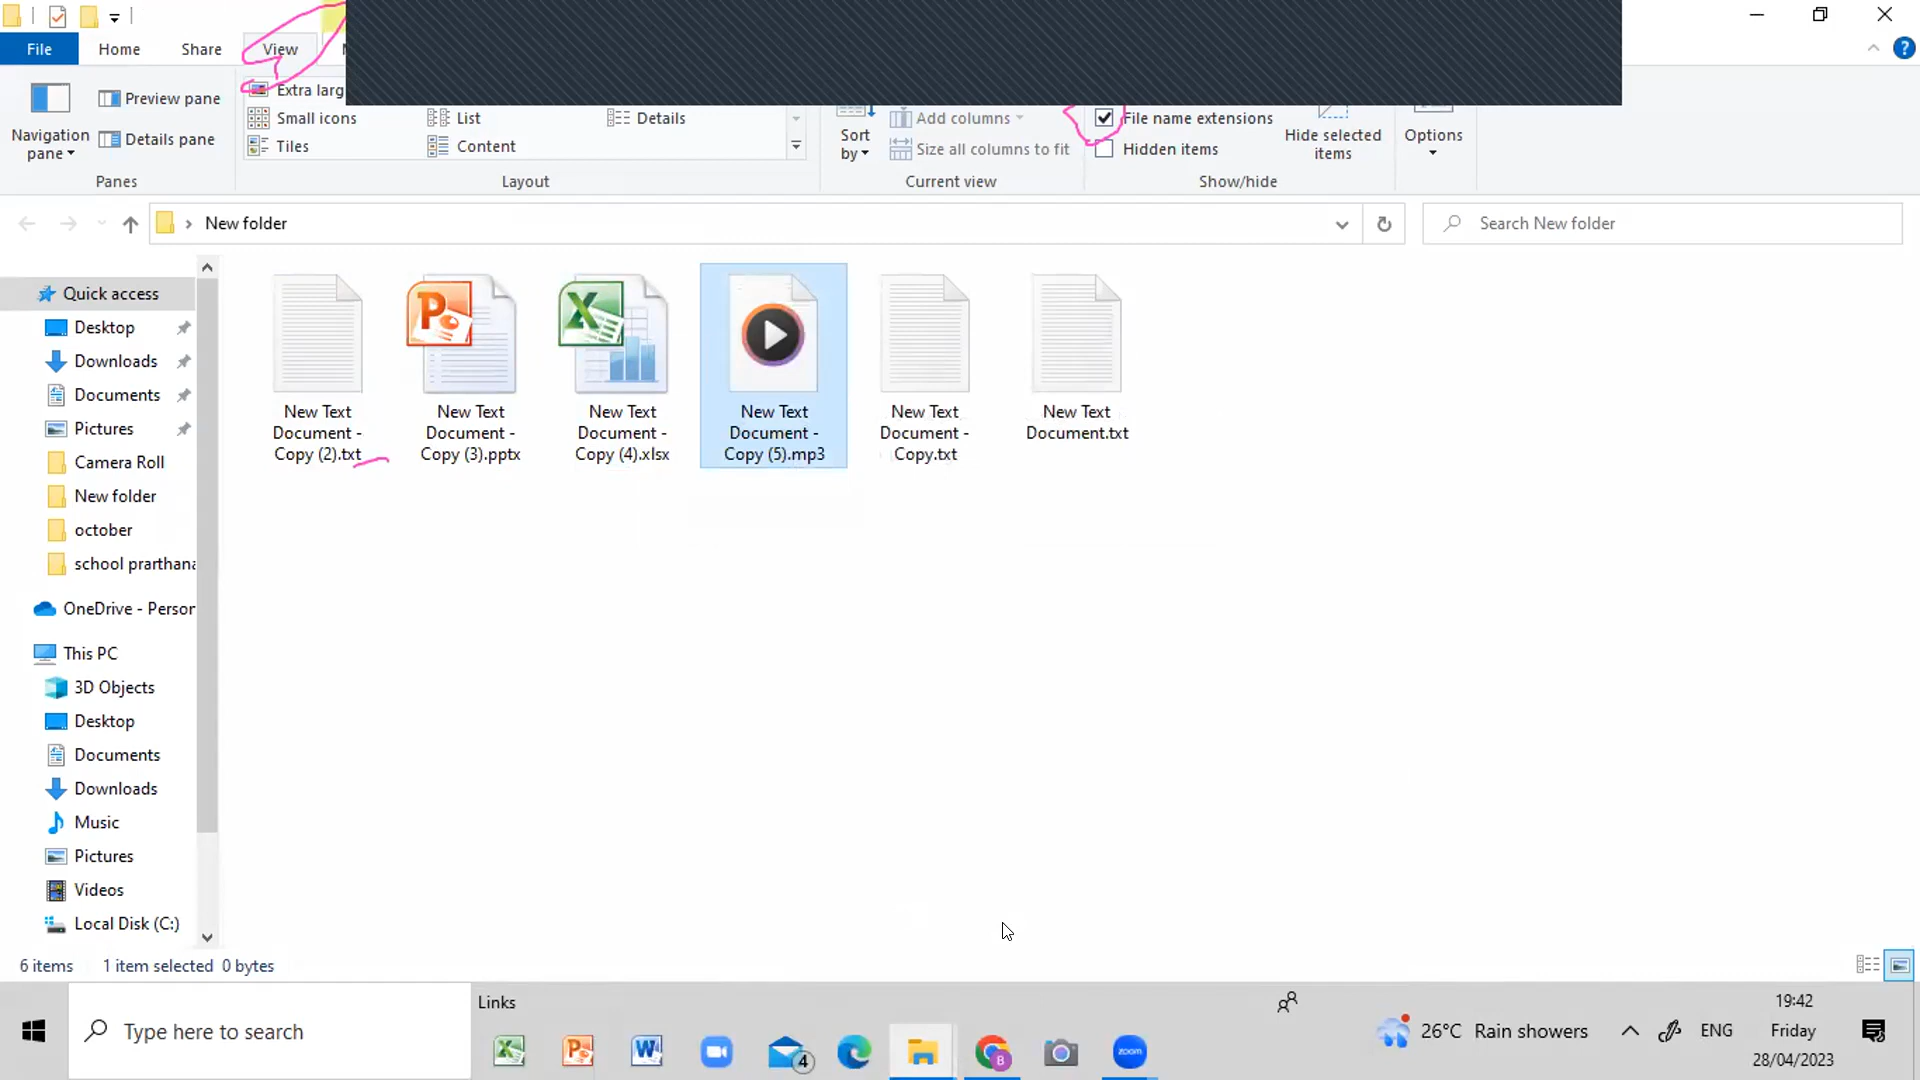 File Home Share View
Extra larg
Preview pane
Small icons List Details Add columns File name extensions
Navigation pane Details pane Sort by Hide selected items Options
Tiles Content Size all columns to fit Hidden items
Panes Layout Current view Show/hide
New folder Search New folder
Quick access
Desktop
Downloads
Documents
Pictures
Camera Roll
New folder
october
school prarthana
OneDrive - Person
This PC
3D Objects
Desktop
Documents
Downloads
Music
Pictures
Videos
Local Disk (C:)
New Text
Document -
Copy (2).txt
New Text
Document -
Copy (3).pptx
New Text
Document -
Copy (4).xlsx
New Text
Document -
Copy (5).mp3
New Text
Document -
Copy.txt
New Text
Document.txt
6 items 1 item selected 0 bytes
Links
Type here to search
4
B
zoom
26°C Rain showers
ENG
19:42
Friday
28/04/2023